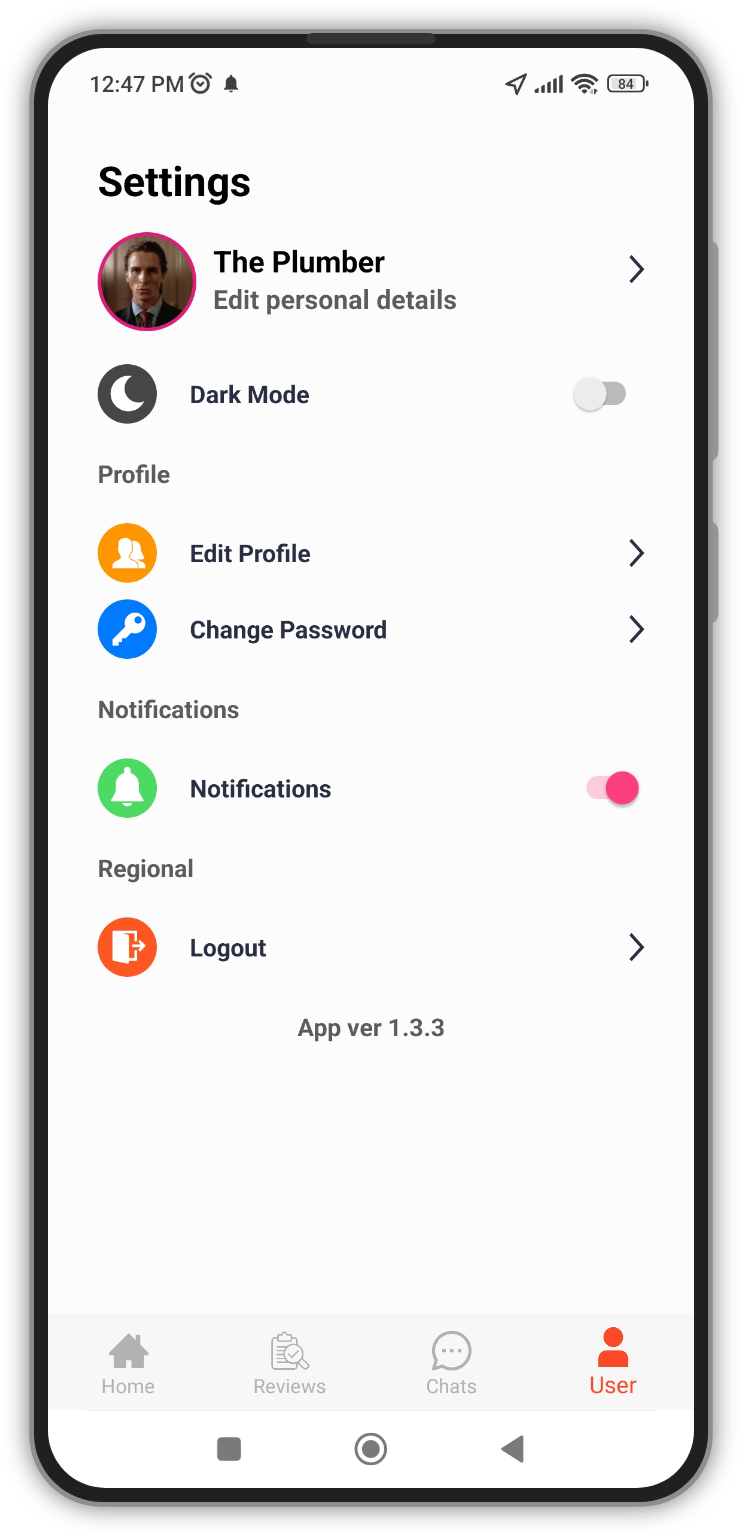 12:47 PM
84
Settings
The Plumber
Edit personal details
Dark Mode
Profile
Edit Profile
Change Password
Notifications
Notifications
Regional
Logout
App ver 1.3.3
Home
Reviews
Chats
User